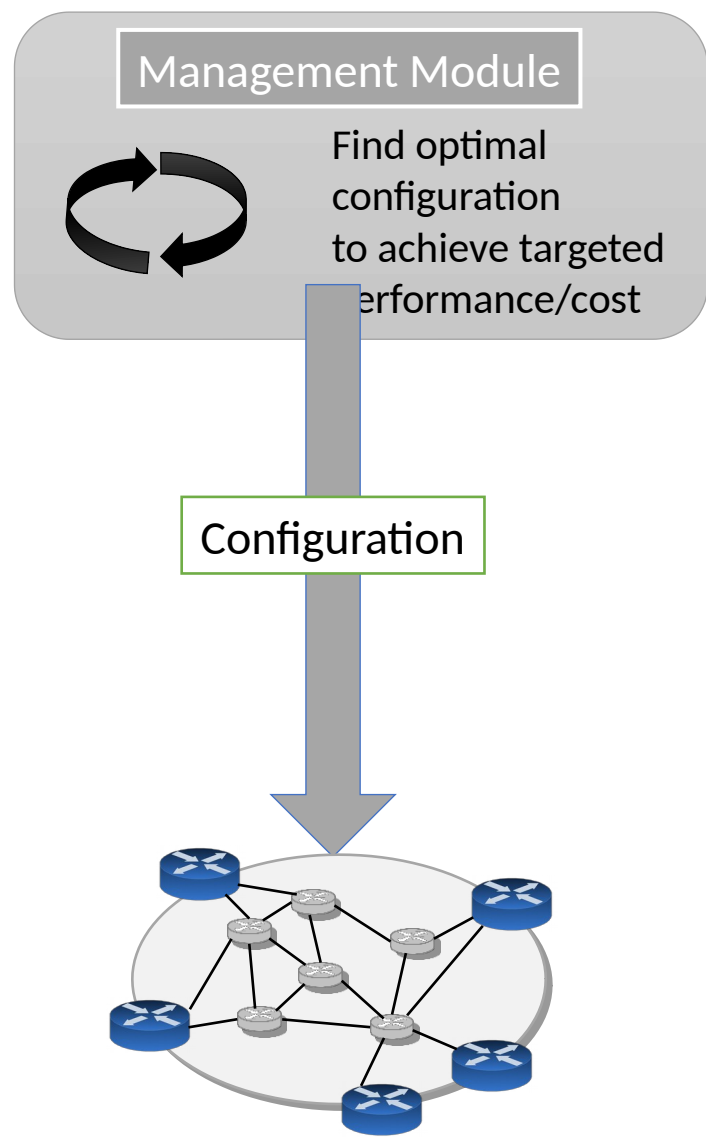 Management Module
Find optimal
configuration
to achieve targeted
erformance/cost
Configuration